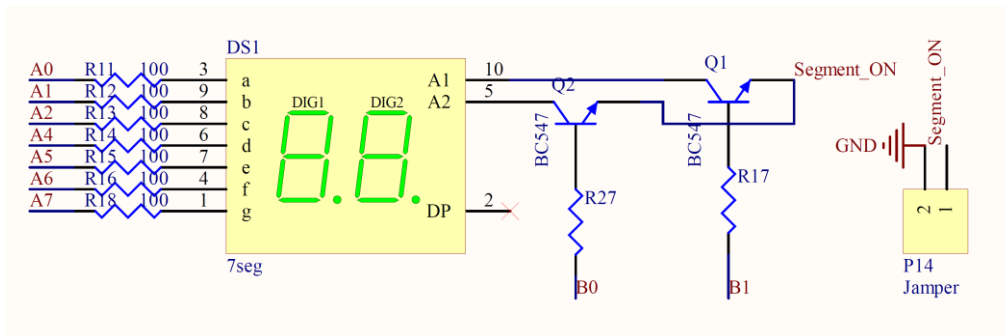 DS1
A0 R11 100 3 a
A1 R12 100 9 b
A2 R13 100 8 c
A4 R14 100 6 d
A5 R15 100 7 e
A6 R16 100 4 f
A7 R18 100 1 g
DIG1 DIG2
A1 10
A2 5
DP 2
7seg
Q2
BC547
R27
B0
Q1
BC547
R17
B1
Segment_ON
GND
Segment_ON
2 1
P14
Jamper